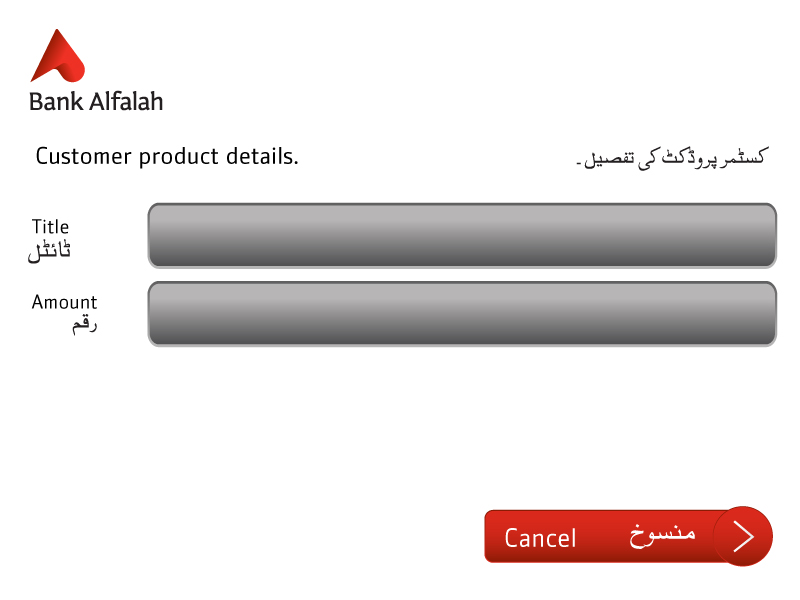 Bank Alfalah
Customer product details.
کسٹمر پروڈکٹ کی تفصیل۔
Title
ٹائٹل
Amount
رقم
Cancel منسوخ